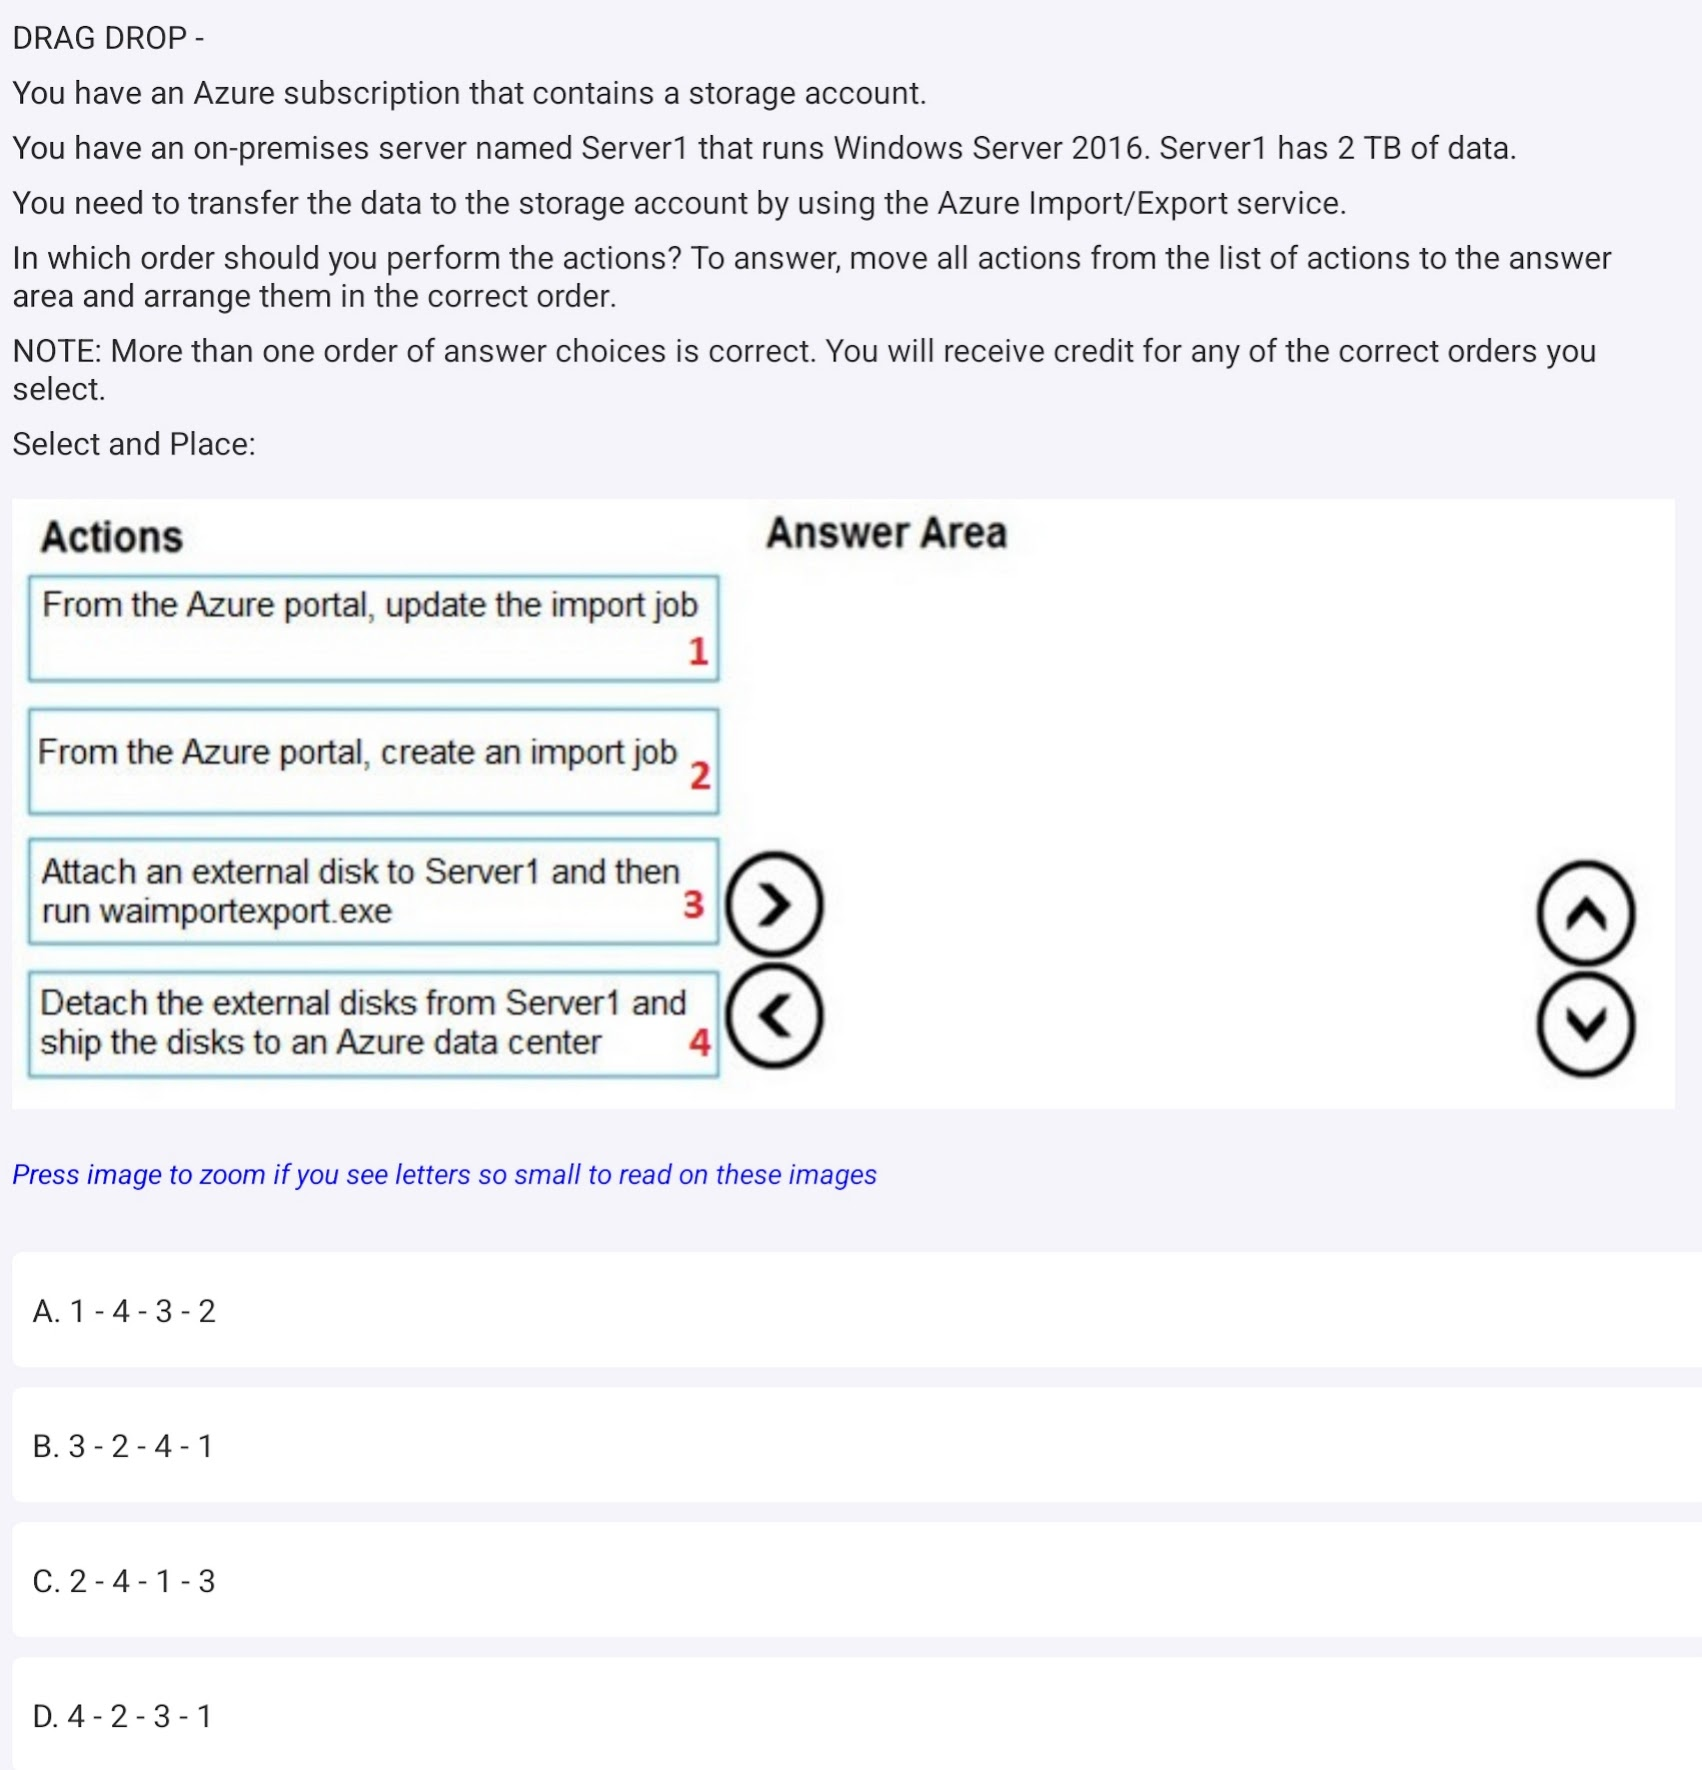 DRAG DROP -
You have an Azure subscription that contains a storage account.
You have an on-premises server named Server1 that runs Windows Server 2016. Server1 has 2 TB of data.
You need to transfer the data to the storage account by using the Azure Import/Export service.
In which order should you perform the actions? To answer, move all actions from the list of actions to the answer
area and arrange them in the correct order.
NOTE: More than one order of answer choices is correct. You will receive credit for any of the correct orders you
select.
Select and Place:
Actions
From the Azure portal, update the import job
1
From the Azure portal, create an import job
2
Attach an external disk to Server1 and then
run waimportexport.exe
3
Detach the external disks from Server1 and
ship the disks to an Azure data center
4
Answer Area
Press image to zoom if you see letters so small to read on these images
A. 1 - 4 - 3 - 2
B. 3 - 2 - 4 - 1
C. 2 - 4 - 1 - 3
D. 4 - 2 - 3 - 1